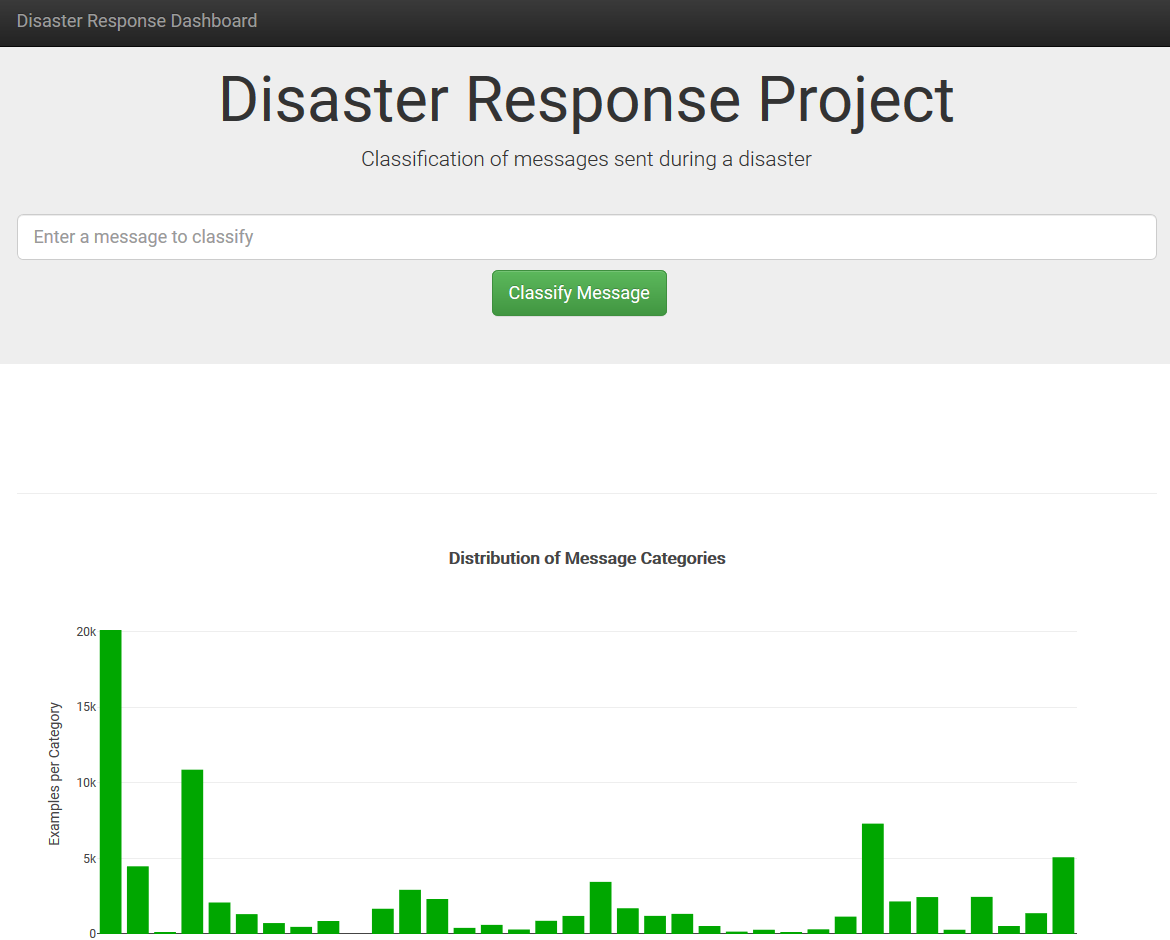 Disaster Response Dashboard
Disaster Response Project
Classification of messages sent during a disaster
Enter a message to classify
Classify Message
Distribution of Message Categories
20k
15k
10k
5k
0
Examples per Category